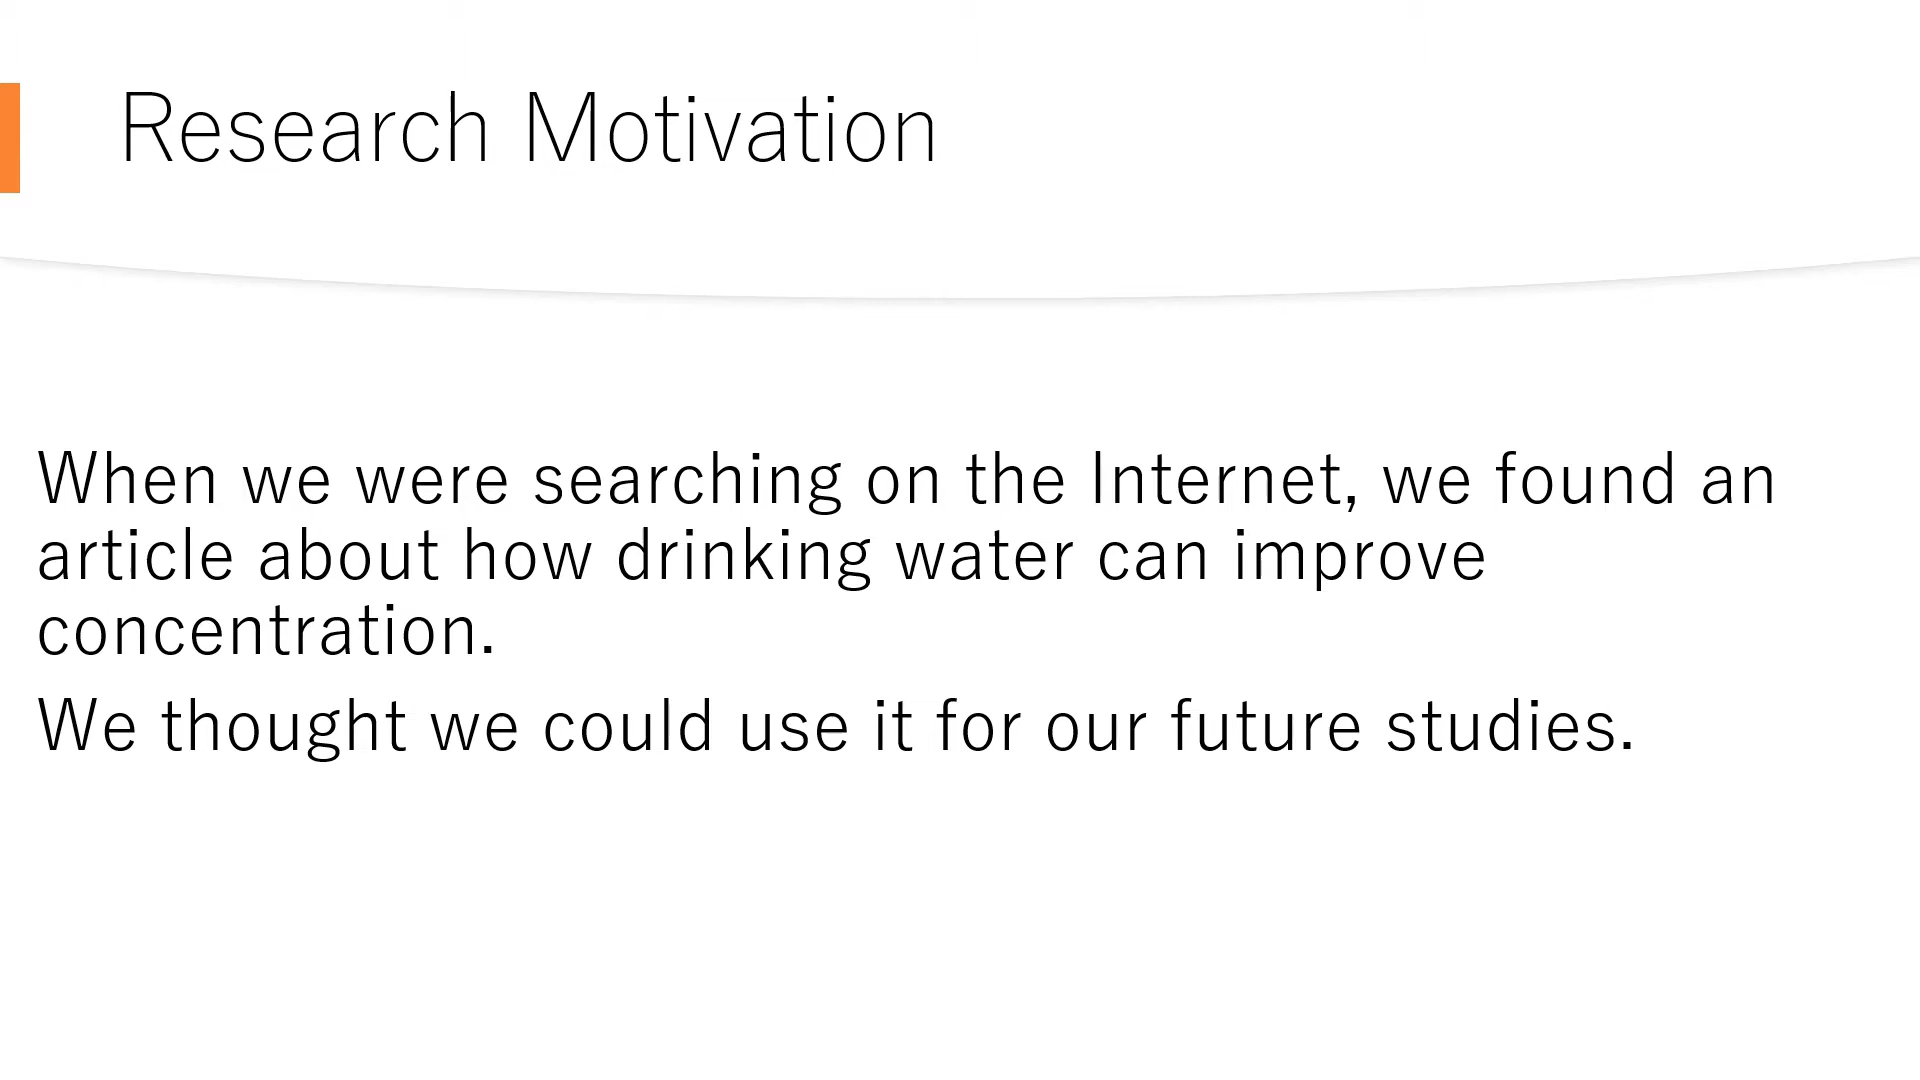 Research Motivation
When we were searching on the Internet, we found an
article about how drinking water can improve
concentration.
We thought we could use it for our future studies.